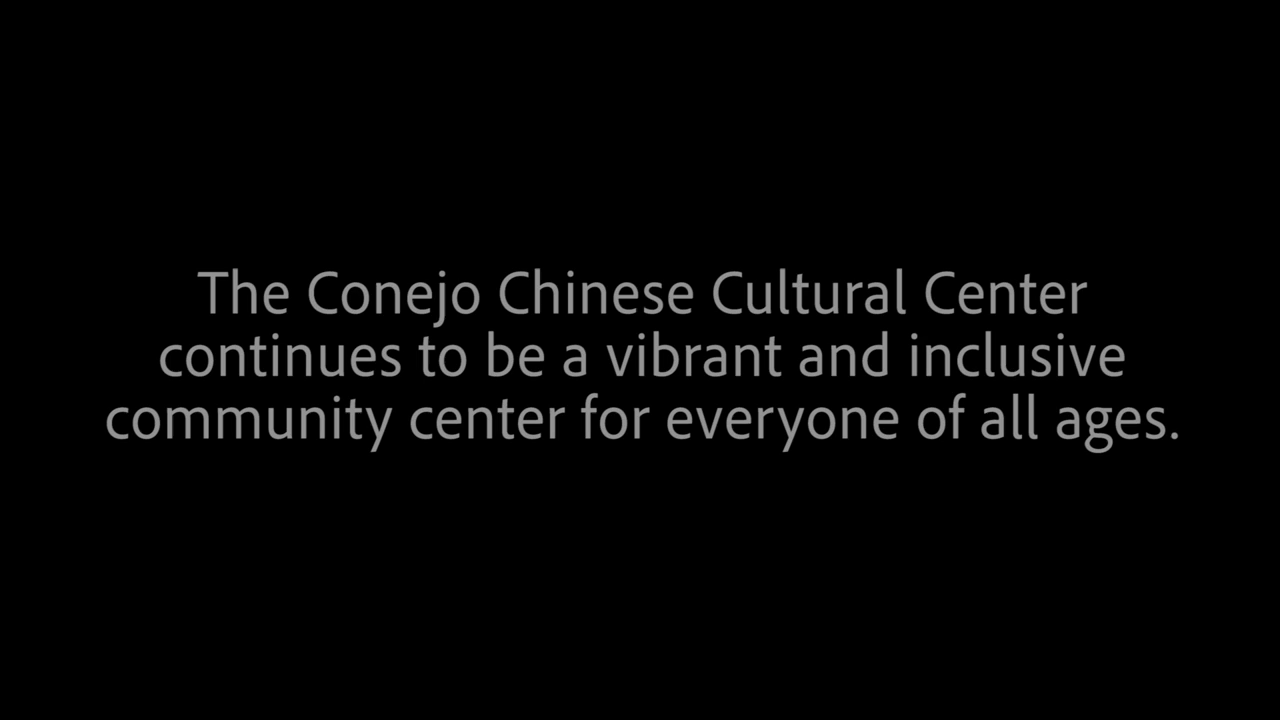 The Conejo Chinese Cultural Center
continues to be a vibrant and inclusive
community center for everyone of all ages.